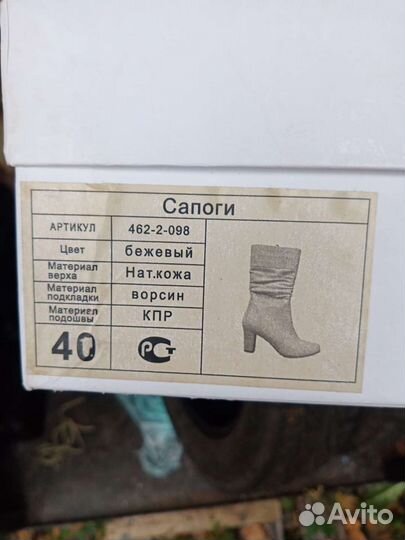 Сапоги
АРТИКУЛ 462-2-098
Цвет бежевый
Материал верха Нат.кожа
Материал подкладки ворсин
Материал подошвы КПР
40 РСТ
Avito